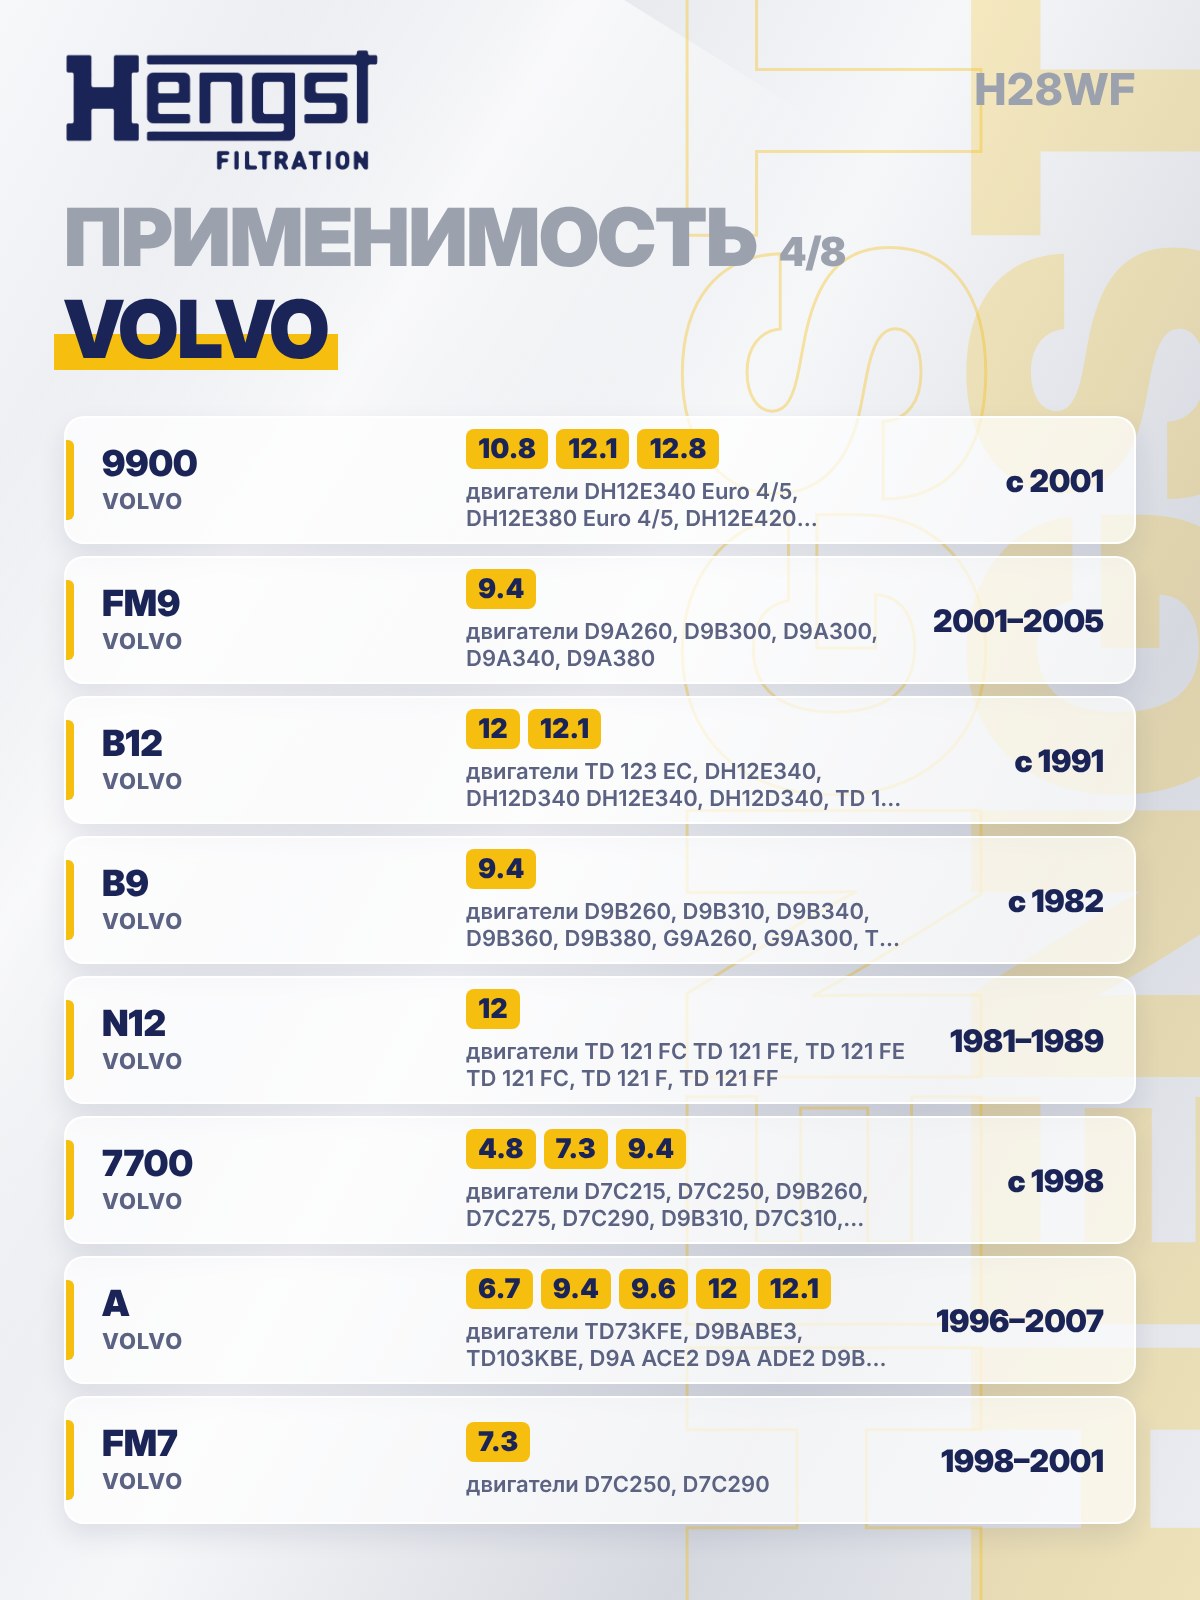 Hengst
FILTRATION
H28WF
ПРИМЕНИМОСТЬ 4/8
VOLVO
9900
VOLVO
10.8 12.1 12.8
двигатели DH12E340 Euro 4/5,
DH12E380 Euro 4/5, DH12E420...
с 2001
FM9
VOLVO
9.4
двигатели D9A260, D9B300, D9A300,
D9A340, D9A380
2001–2005
B12
VOLVO
12 12.1
двигатели TD 123 EC, DH12E340,
DH12D340 DH12E340, DH12D340, TD 1...
с 1991
B9
VOLVO
9.4
двигатели D9B260, D9B310, D9B340,
D9B360, D9B380, G9A260, G9A300, T...
с 1982
N12
VOLVO
12
двигатели TD 121 FC TD 121 FE, TD 121 FE
TD 121 FC, TD 121 F, TD 121 FF
1981–1989
7700
VOLVO
4.8 7.3 9.4
двигатели D7C215, D7C250, D9B260,
D7C275, D7C290, D9B310, D7C310,...
с 1998
A
VOLVO
6.7 9.4 9.6 12 12.1
двигатели TD73KFE, D9BABE3,
TD103KBE, D9A ACE2 D9A ADE2 D9B...
1996–2007
FM7
VOLVO
7.3
двигатели D7C250, D7C290
1998–2001
HENGST
HENGST